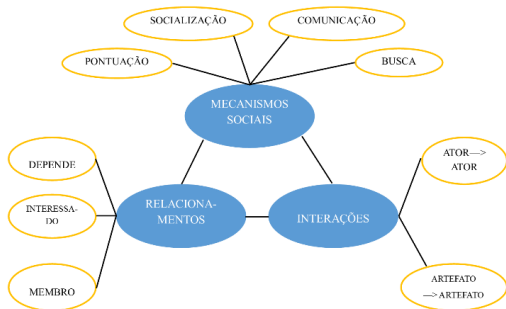 SOCIALIZAÇÃO
COMUNICAÇÃO
PONTUAÇÃO
BUSCA
MECANISMOS
SOCIAIS
DEPENDE
ATOR—>
ATOR
INTERESSA-
DO
RELACIONA-
MENTOS
INTERAÇÕES
MEMBRO
ARTEFATO
—> ARTEFATO